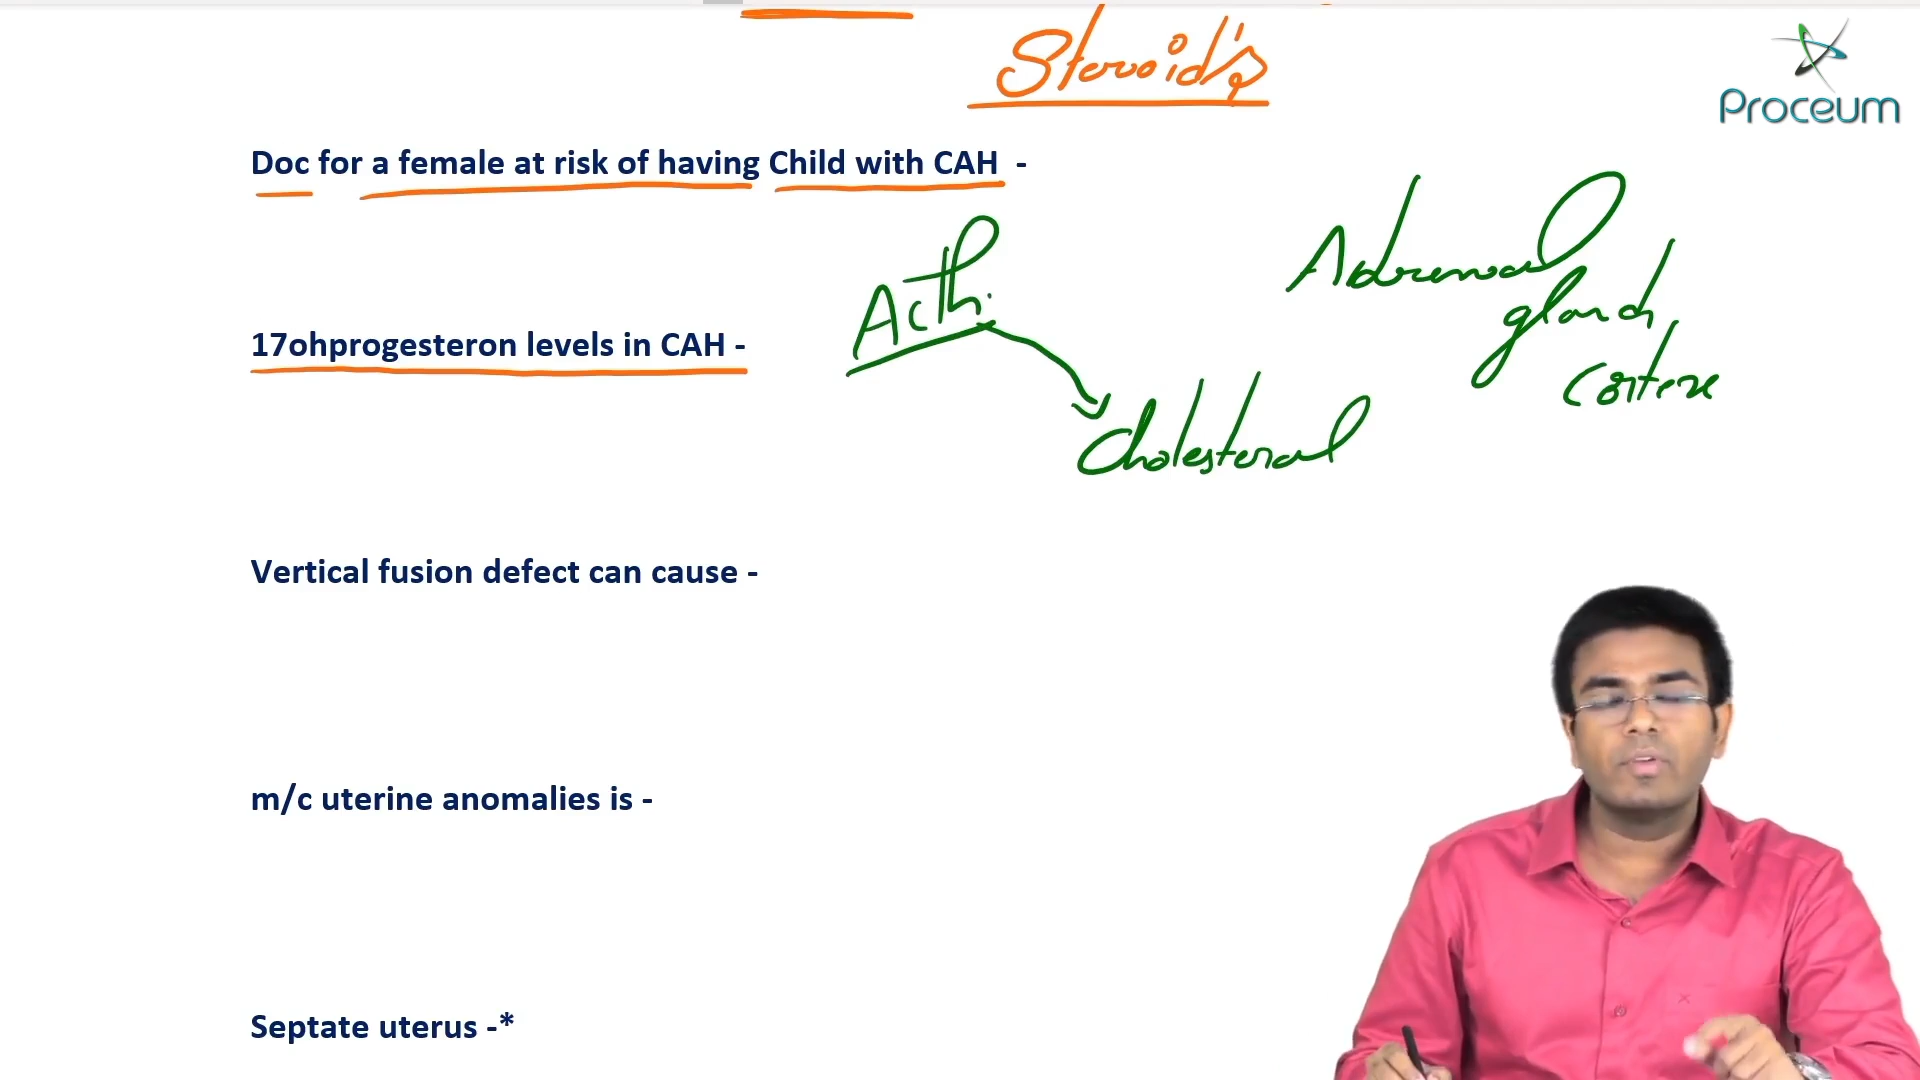 Steroid's
Proceum
Doc for a female at risk of having Child with CAH -
Adrenal
gland
Cortex
Acth.
17ohprogesteron levels in CAH -
Cholesterol
Vertical fusion defect can cause -
m/c uterine anomalies is -
Septate uterus -*